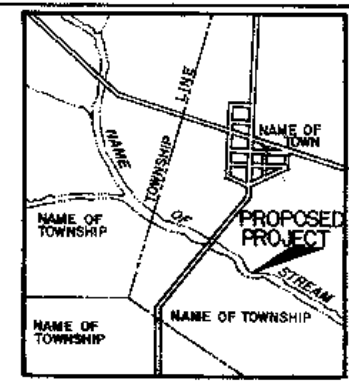 NAME OF STREAM
TOWNSHIP LINE
NAME OF
TOWN
NAME OF
TOWNSHIP
PROPOSED
PROJECT
NAME OF TOWNSHIP
NAME OF
TOWNSHIP